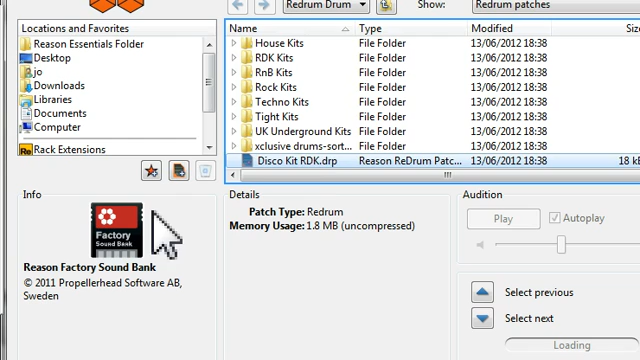 Redrum Drum
Show:
Redrum patches
Locations and Favorites
Reason Essentials Folder
Desktop
jo
Downloads
Libraries
Documents
Computer
Rack Extensions
Name Type Modified Size
House Kits File Folder 13/06/2012 18:38
RDK Kits File Folder 13/06/2012 18:38
RnB Kits File Folder 13/06/2012 18:38
Rock Kits File Folder 13/06/2012 18:38
Techno Kits File Folder 13/06/2012 18:38
Tight Kits File Folder 13/06/2012 18:38
UK Underground Kits File Folder 13/06/2012 18:38
xclusive drums-sort... File Folder 13/06/2012 18:38
Disco Kit RDK.drp Reason ReDrum Patc... 13/06/2012 18:38 18 kB
Info
Factory
Sound Bank
Reason Factory Sound Bank
© 2011 Propellerhead Software AB,
Sweden
Details
Patch Type: Redrum
Memory Usage: 1.8 MB (uncompressed)
Audition
Play
Autoplay
Select previous
Select next
Loading